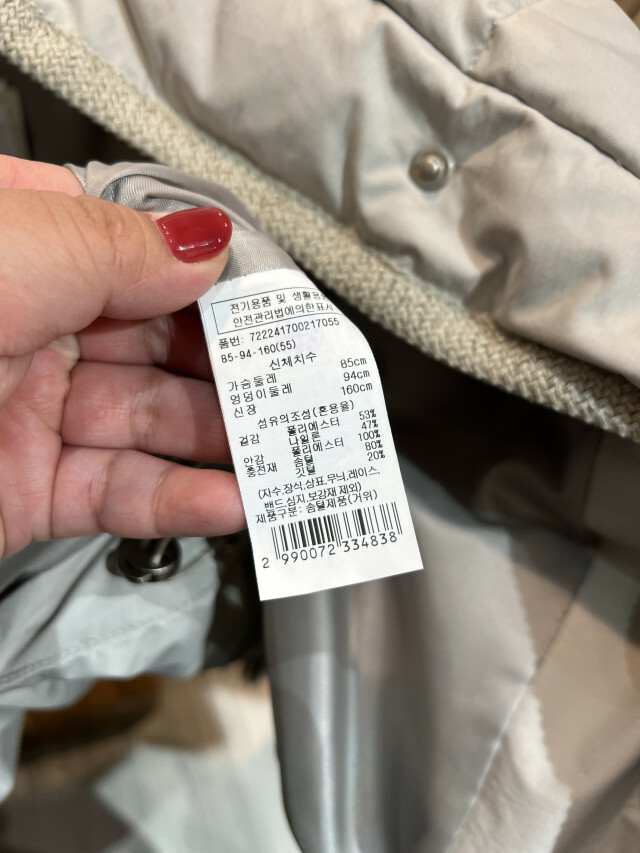 전기용품 및 생활용
안전관리법에의한표시
품번: 722241700217055
85-94-160(55)
신체치수
가슴둘레 85cm
엉덩이둘레 94cm
신장 160cm
섬유의조성(혼용율)
겉감 폴리에스터 53%
나일론 47%
안감 폴리에스터 100%
충전재 솜털 80%
깃털 20%
(자수,장식,상표,무늬,레이스,
밴드,심지,보강재 제외)
제품구분: 솜털제품(거위)
2 990072 334838